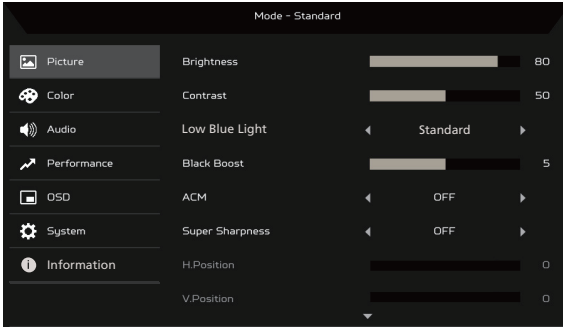 Mode - Standard
Picture
Brightness 80
Color
Contrast 50
Audio
Low Blue Light Standard
Performance
Black Boost 5
OSD
ACM OFF
System
Super Sharpness OFF
Information
H.Position 0
V.Position 0